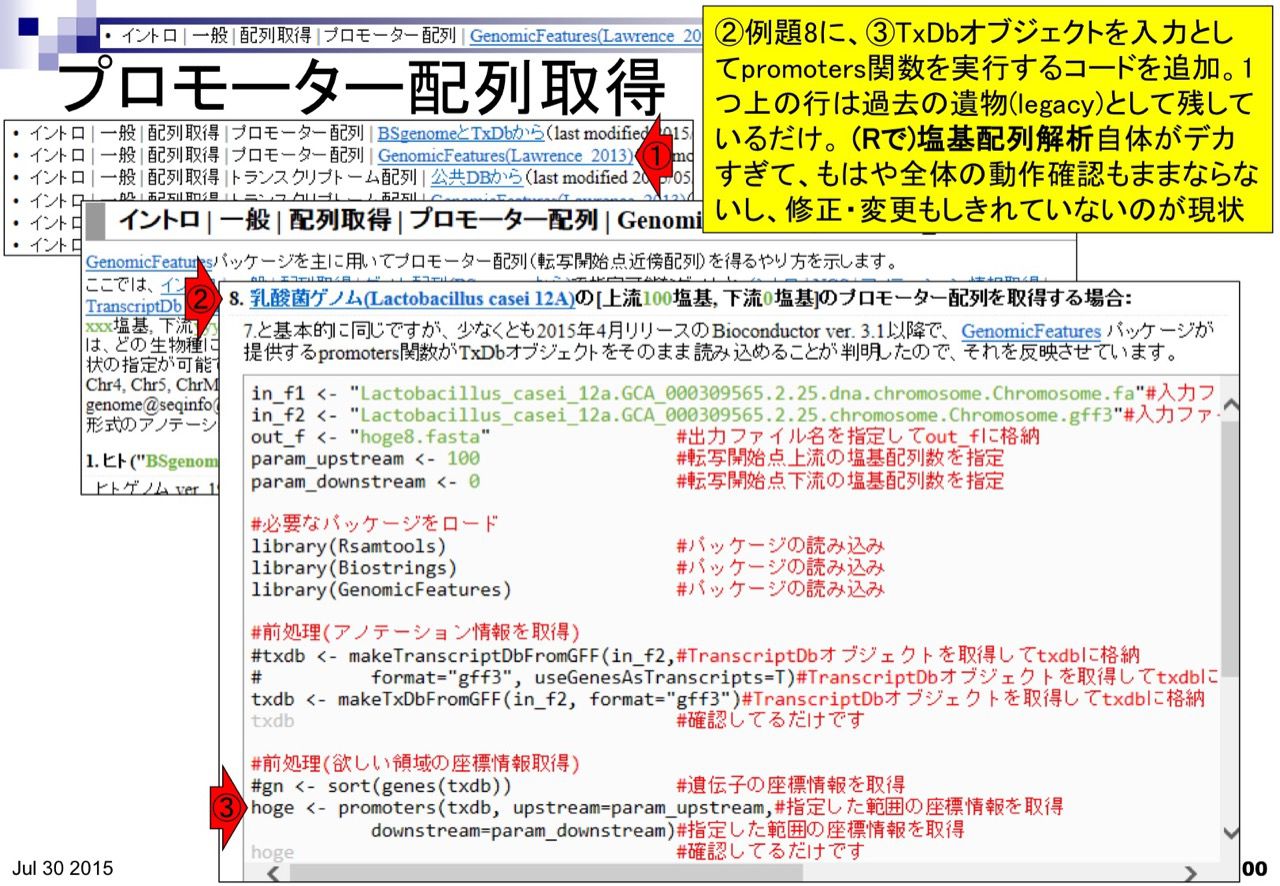 • イントロ | 一般 | 配列取得 | プロモーター配列 | GenomicFeatures(Lawrence_20
プロモーター配列取得
②例題8に、③TxDbオブジェクトを入力とし
てpromoters関数を実行するコードを追加。1
つ上の行は過去の遺物(legacy)として残して
いるだけ。(Rで)塩基配列解析自体がデカ
すぎて、もはや全体の動作確認もままならな
いし、修正・変更もしきれていないのが現状
• イントロ | 一般 | 配列取得 | プロモーター配列 | BSgenomeとTxDbから(last modified 2015/
• イントロ | 一般 | 配列取得 | プロモーター配列 | GenomicFeatures(Lawrence_2013)
①
• イントロ | 一般 | 配列取得 | トランスクリプトーム配列 | 公共DBから(last modified 2015/05
• イントロ
• イントロ
• イントロ
イントロ | 一般 | 配列取得 | プロモーター配列 | Genomi
GenomicFeaturesパッケージを主に用いてプロモーター配列(転写開始点近傍配列)を得るやり方を示します。
ここでは、イン
TranscriptDb
xxx塩基, 下流
は、どの生物種に
状の指定が可能
Chr4, Chr5, ChrM
genome@seqinfo@
形式のアノテーシ
1. ヒト("BSgenom
ヒトゲノム ver. 19
②
8. 乳酸菌ゲノム(Lactobacillus casei 12A)の[上流100塩基, 下流0塩基]のプロモーター配列を取得する場合:
7.と基本的に同じですが、少なくとも2015年4月リリースのBioconductor ver. 3.1以降で、GenomicFeatures パッケージが
提供するpromoters関数がTxDbオブジェクトをそのまま読み込めることが判明したので、それを反映させています。
in_f1 <- "Lactobacillus_casei_12a.GCA_000309565.2.25.dna.chromosome.Chromosome.fa"#入力フ
in_f2 <- "Lactobacillus_casei_12a.GCA_000309565.2.25.chromosome.Chromosome.gff3"#入力ファ
out_f <- "hoge8.fasta" #出力ファイル名を指定してout_fに格納
param_upstream <- 100 #転写開始点上流の塩基配列数を指定
param_downstream <- 0 #転写開始点下流の塩基配列数を指定
#必要なパッケージをロード
library(Rsamtools) #パッケージの読み込み
library(Biostrings) #パッケージの読み込み
library(GenomicFeatures) #パッケージの読み込み
#前処理(アノテーション情報を取得)
#txdb <- makeTranscriptDbFromGFF(in_f2,#TranscriptDbオブジェクトを取得してtxdbに格納
# format="gff3", useGenesAsTranscripts=T)#TranscriptDbオブジェクトを取得してtxdbに
txdb <- makeTxDbFromGFF(in_f2, format="gff3")#TranscriptDbオブジェクトを取得してtxdbに格納
txdb #確認してるだけです
#前処理(欲しい領域の座標情報取得)
#gn <- sort(genes(txdb)) #遺伝子の座標情報を取得
③
hoge <- promoters(txdb, upstream=param_upstream,#指定した範囲の座標情報を取得
downstream=param_downstream)#指定した範囲の座標情報を取得
hoge #確認してるだけです
Jul 30 2015
00